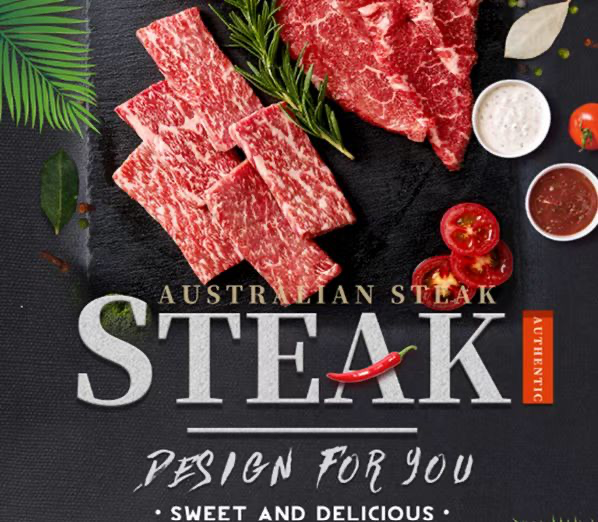 AUSTRALIAN STEAK
STEAK
AUTHENTIC
DESIGN FOR YOU
• SWEET AND DELICIOUS •